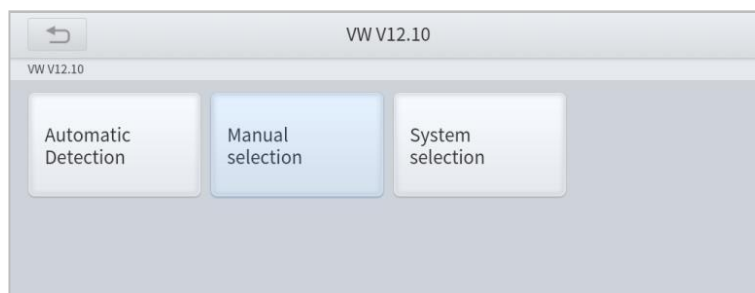 VW V12.10
VW V12.10
Automatic
Detection
Manual
selection
System
selection